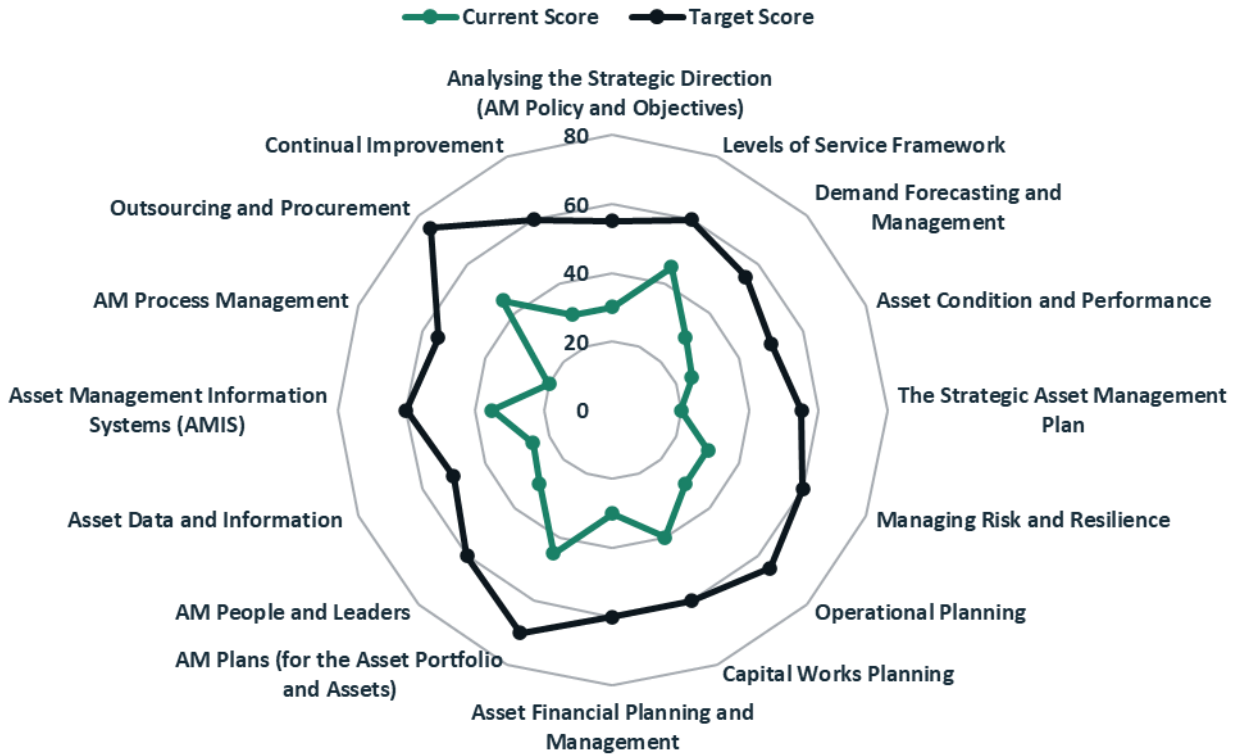 Current Score
Target Score
Analysing the Strategic Direction
(AM Policy and Objectives)
80
Continual Improvement
Levels of Service Framework
Outsourcing and Procurement
60
Demand Forecasting and
Management
40
AM Process Management
Asset Condition and Performance
20
Asset Management Information
Systems (AMIS)
0
The Strategic Asset Management
Plan
Asset Data and Information
Managing Risk and Resilience
AM People and Leaders
Operational Planning
AM Plans (for the Asset Portfolio
and Assets)
Capital Works Planning
Asset Financial Planning and
Management